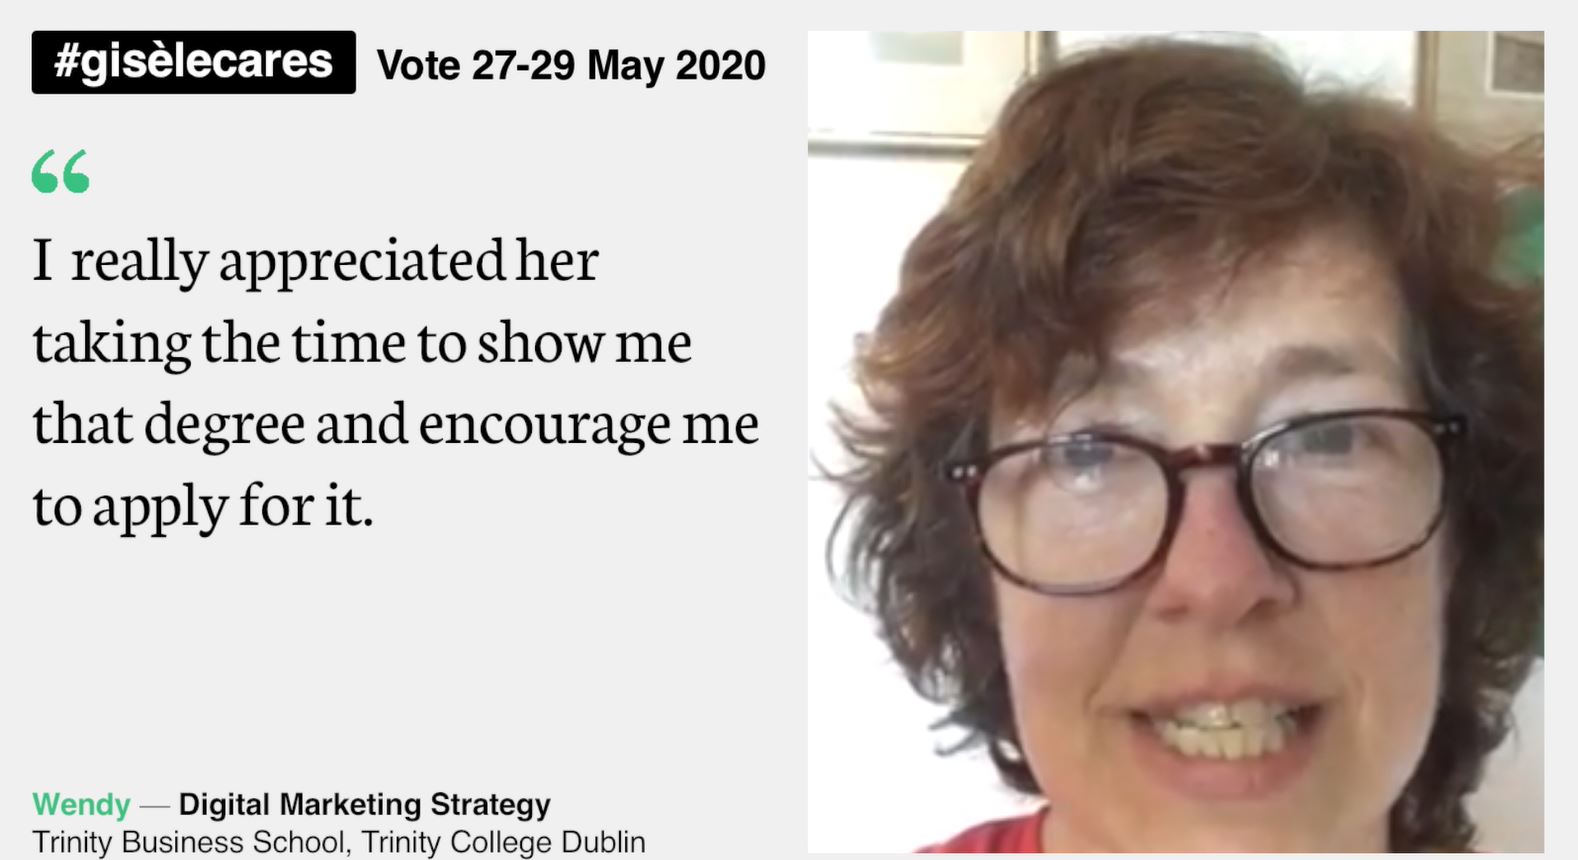 #gisèlecares Vote 27-29 May 2020
“
I really appreciated her
taking the time to show me
that degree and encourage me
to apply for it.
Wendy — Digital Marketing Strategy
Trinity Business School, Trinity College Dublin